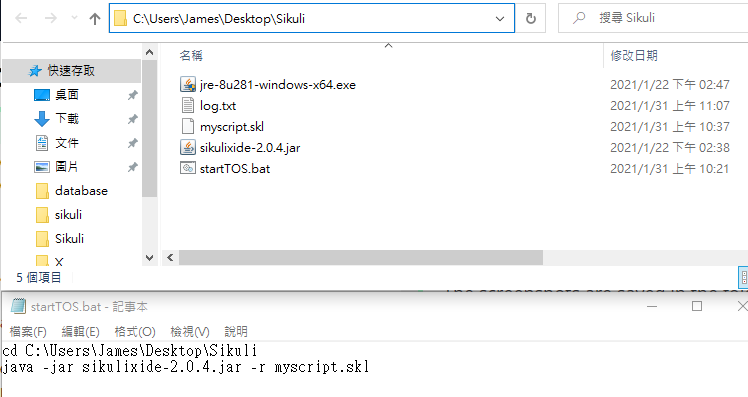 C:\Users\James\Desktop\Sikuli
搜尋 Sikuli
名稱
修改日期
快速存取
桌面
下載
文件
圖片
database
sikuli
Sikuli
X
jre-8u281-windows-x64.exe
2021/1/22 下午 02:47
log.txt
2021/1/31 上午 11:07
myscript.skl
2021/1/31 上午 10:37
sikulixide-2.0.4.jar
2021/1/22 下午 02:38
startTOS.bat
2021/1/31 上午 10:21
5 個項目
startTOS.bat - 記事本
檔案(F) 編輯(E) 格式(O) 檢視(V) 說明
cd C:\Users\James\Desktop\Sikuli
java -jar sikulixide-2.0.4.jar -r myscript.skl